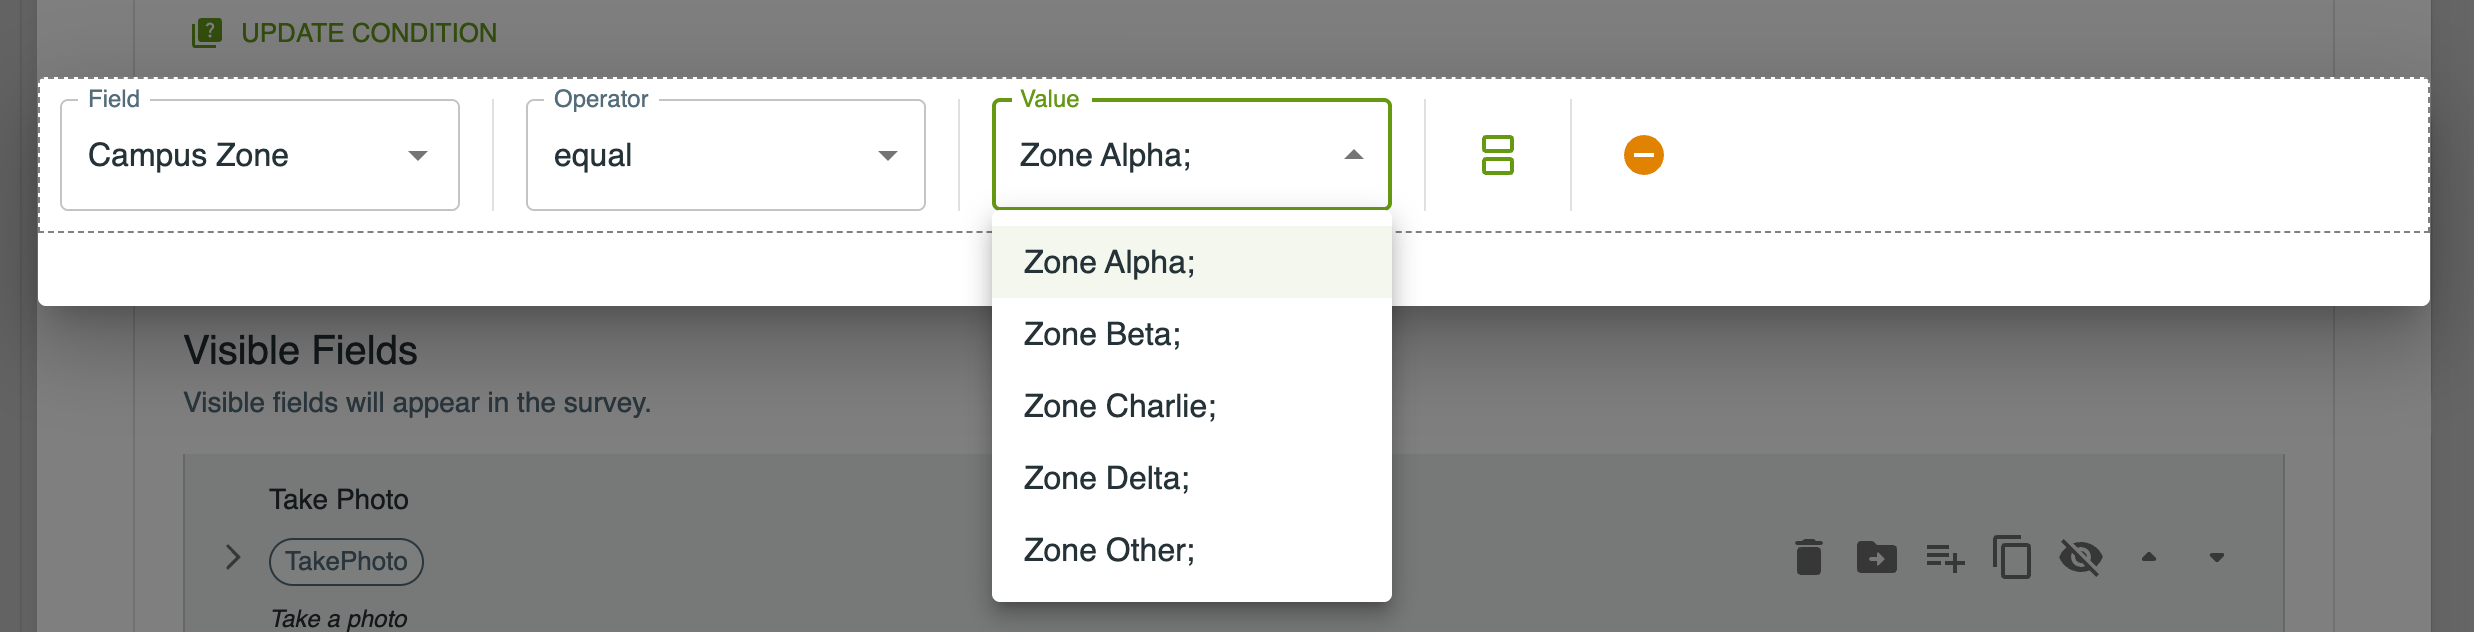 UPDATE CONDITION
Field
Operator
Value
Campus Zone
equal
Zone Alpha;
Zone Alpha;
Zone Beta;
Zone Charlie;
Zone Delta;
Zone Other;
Visible Fields
Visible fields will appear in the survey.
Take Photo
TakePhoto
Take a photo